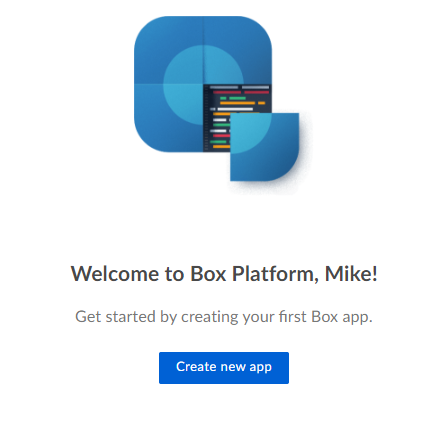 Welcome to Box Platform, Mike!
Get started by creating your first Box app.
Create new app